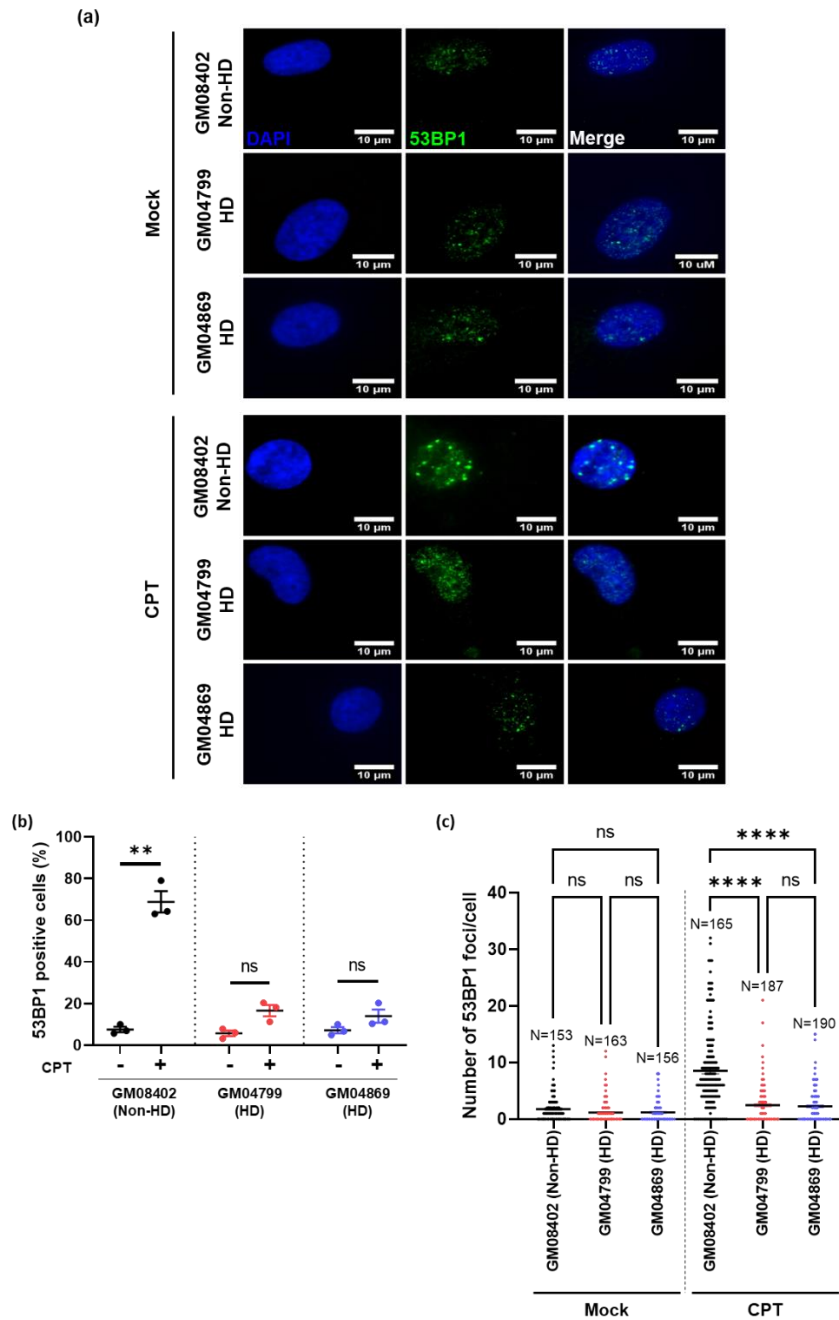 (a)
Mock
GM08402
Non-HD
DAPI
10 µm
53BP1
10 µm
Merge
10 µm
GM04799
HD
10 µm
10 µm
10 uM
GM04869
HD
10 µm
10 µm
10 µm
CPT
GM08402
Non-HD
10 µm
10 µm
10 µm
GM04799
HD
10 µm
10 µm
10 µm
GM04869
HD
10 µm
10 µm
10 µm
(b)
53BP1 positive cells (%)
100
80
60
40
20
0
**
ns
ns
CPT - + - + - +
GM08402 GM04799 GM04869
(Non-HD) (HD) (HD)
(c)
Number of 53BP1 foci/cell
40
30
20
10
0
ns
ns ns
****
**** ns
N=153
N=163
N=156
N=165
N=187
N=190
GM08402 (Non-HD)
GM04799 (HD)
GM04869 (HD)
GM08402 (Non-HD)
GM04799 (HD)
GM04869 (HD)
Mock CPT